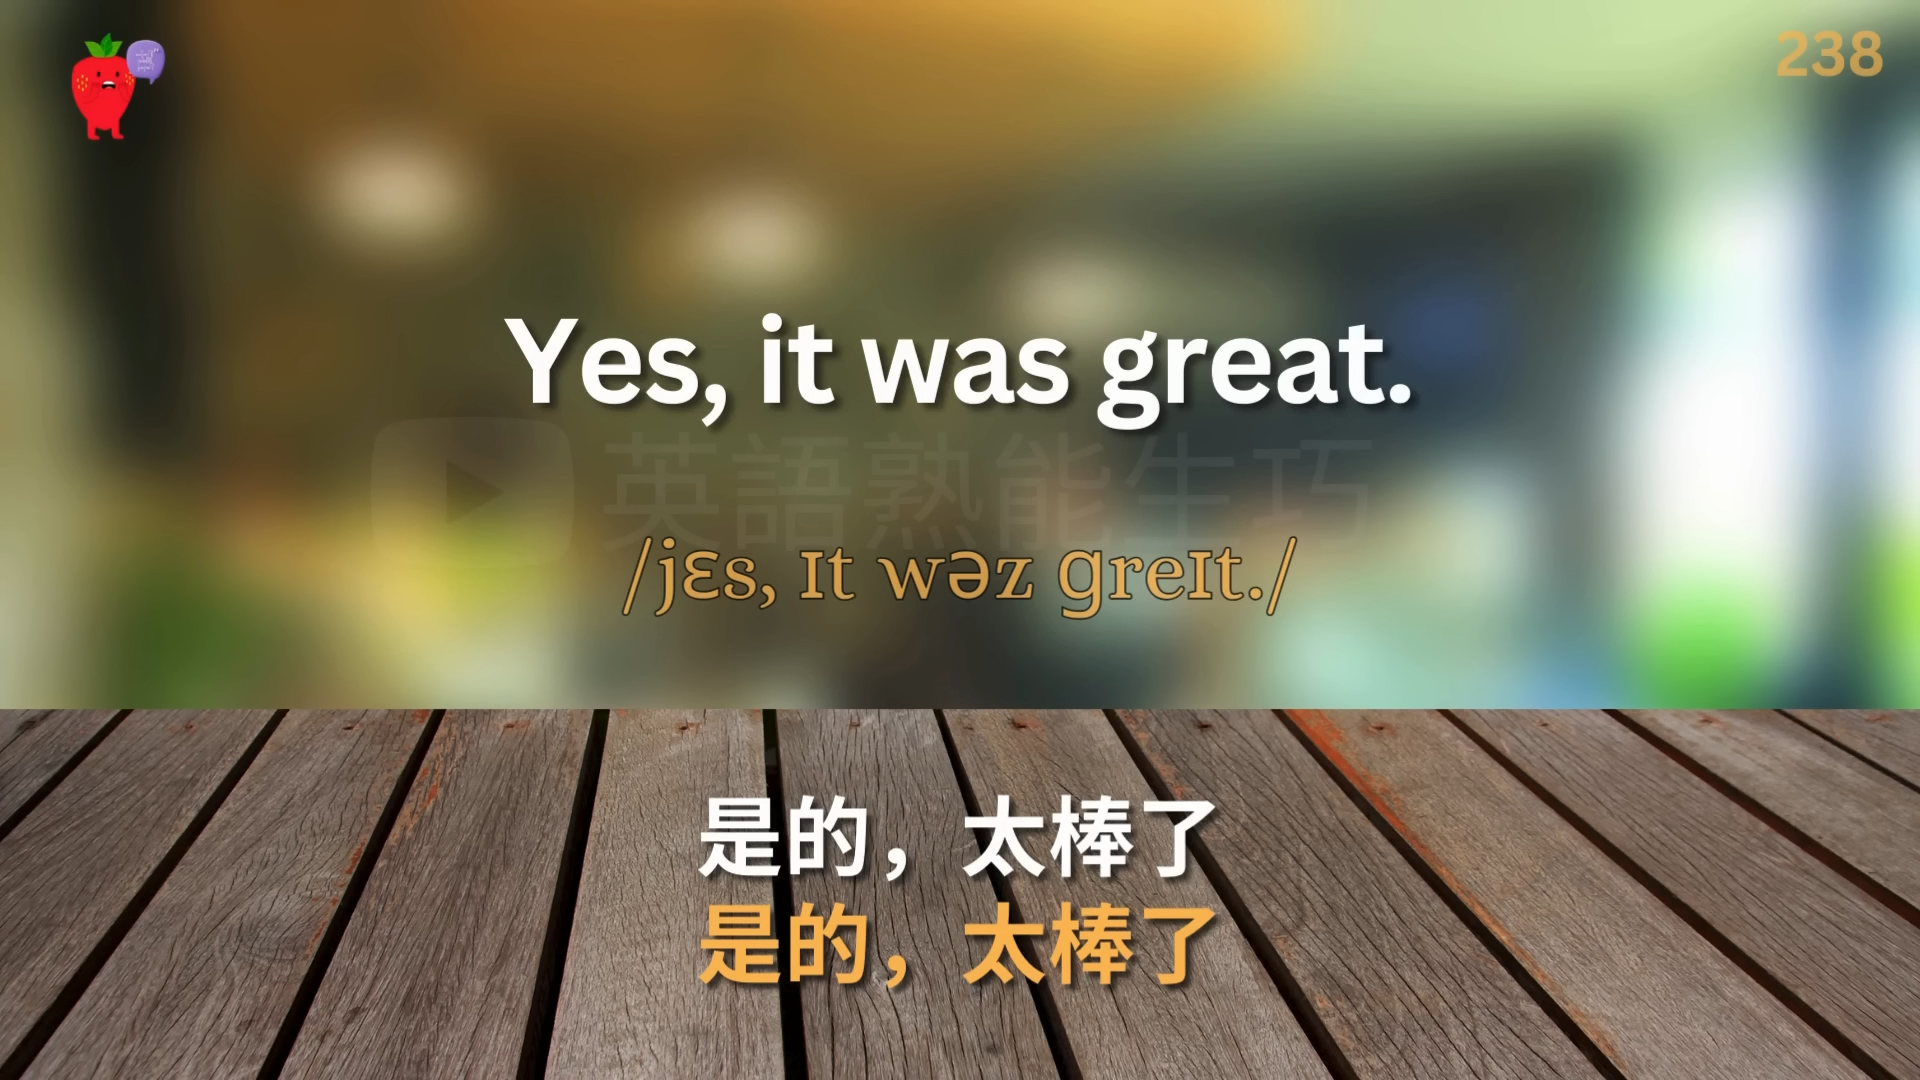 238
Yes, it was great.
英語熟能生巧
/jɛs, ɪt wəz ɡreɪt./
是的，太棒了
是的，太棒了